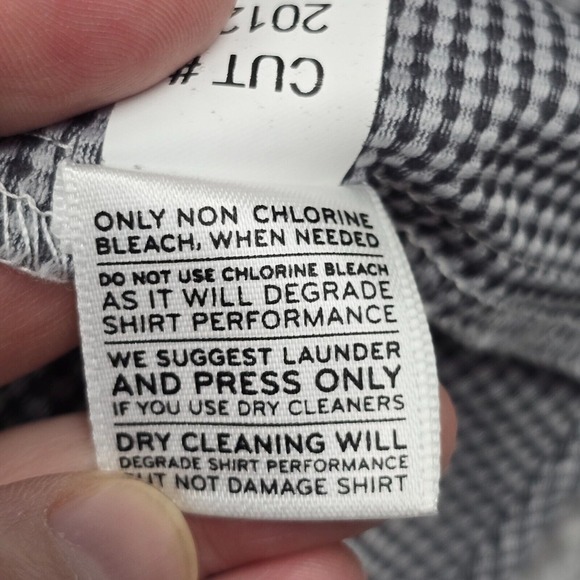 CUT #
2012
ONLY NON CHLORINE
BLEACH, WHEN NEEDED
DO NOT USE CHLORINE BLEACH
AS IT WILL DEGRADE
SHIRT PERFORMANCE
WE SUGGEST LAUNDER
AND PRESS ONLY
IF YOU USE DRY CLEANERS
DRY CLEANING WILL
DEGRADE SHIRT PERFORMANCE
BUT NOT DAMAGE SHIRT